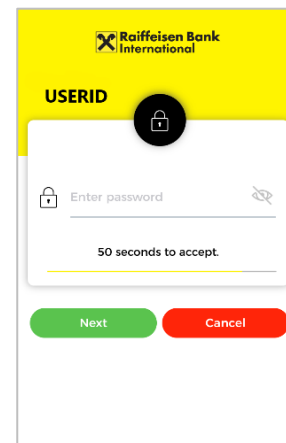 Raiffeisen Bank
International
USERID
Enter password
50 seconds to accept.
Next
Cancel